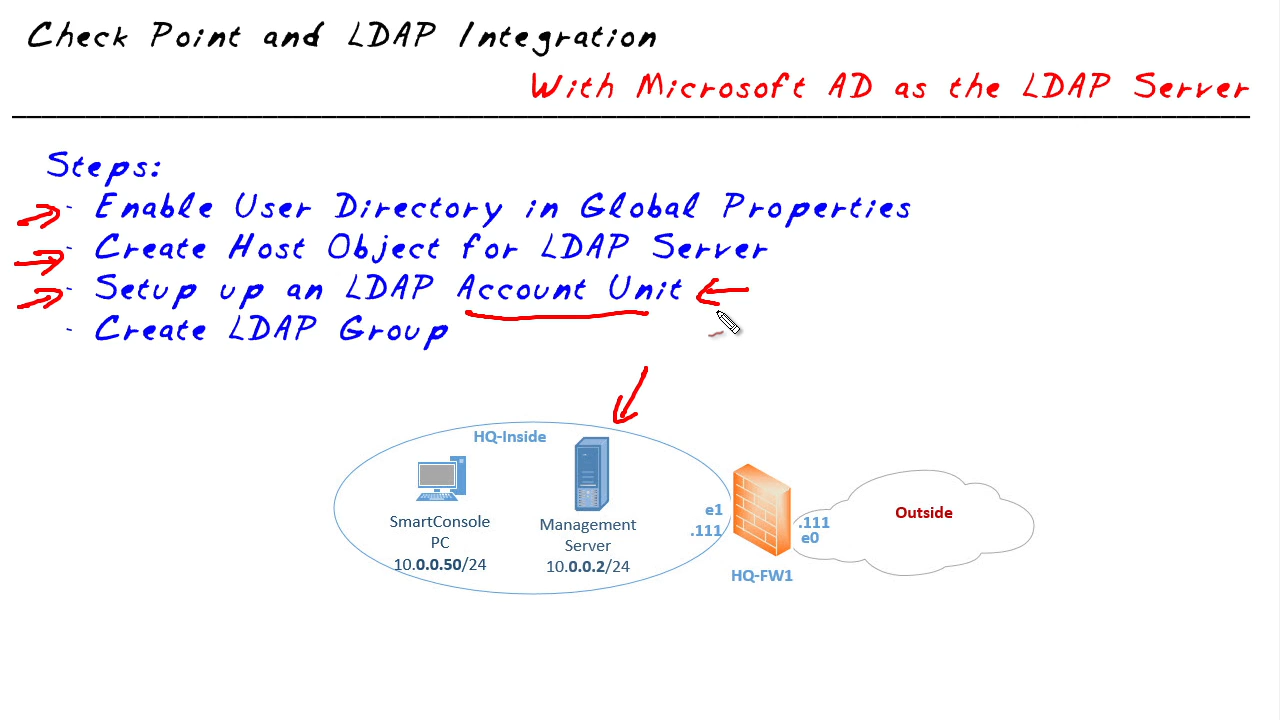 Check Point and LDAP Integration
With Microsoft AD as the LDAP Server
Steps:
- Enable User Directory in Global Properties
- Create Host Object for LDAP Server
- Setup up an LDAP Account Unit
- Create LDAP Group
HQ-Inside
SmartConsole
PC
10.0.0.50/24
Management
Server
10.0.0.2/24
e1
.111
HQ-FW1
.111
e0
Outside